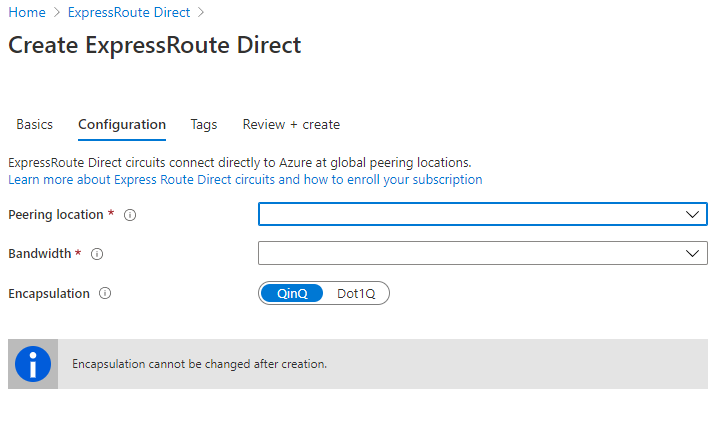 Home > ExpressRoute Direct >
Create ExpressRoute Direct
Basics Configuration Tags Review + create
ExpressRoute Direct circuits connect directly to Azure at global peering locations.
Learn more about Express Route Direct circuits and how to enroll your subscription
Peering location *
Bandwidth *
Encapsulation QinQ Dot1Q
Encapsulation cannot be changed after creation.